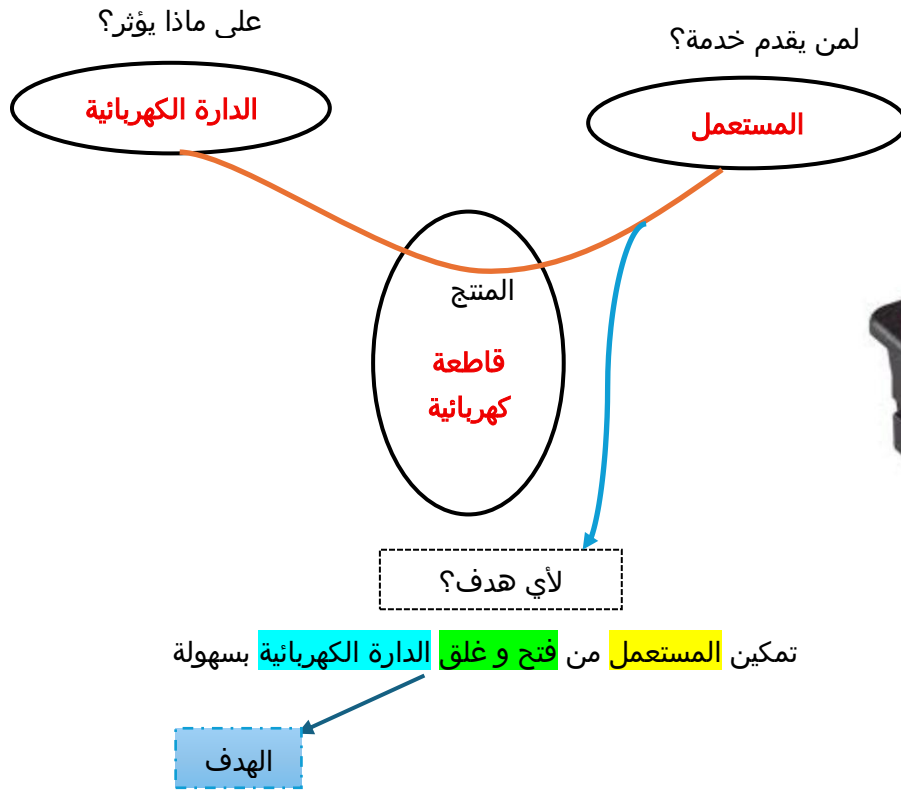 لمن يقدم خدمة؟
على ماذا يؤثر؟
المستعمل
الدارة الكهربائية
المنتج
قاطعة
كهربائية
لأي هدف؟
تمكين المستعمل من فتح و غلق الدارة الكهربائية بسهولة
الهدف